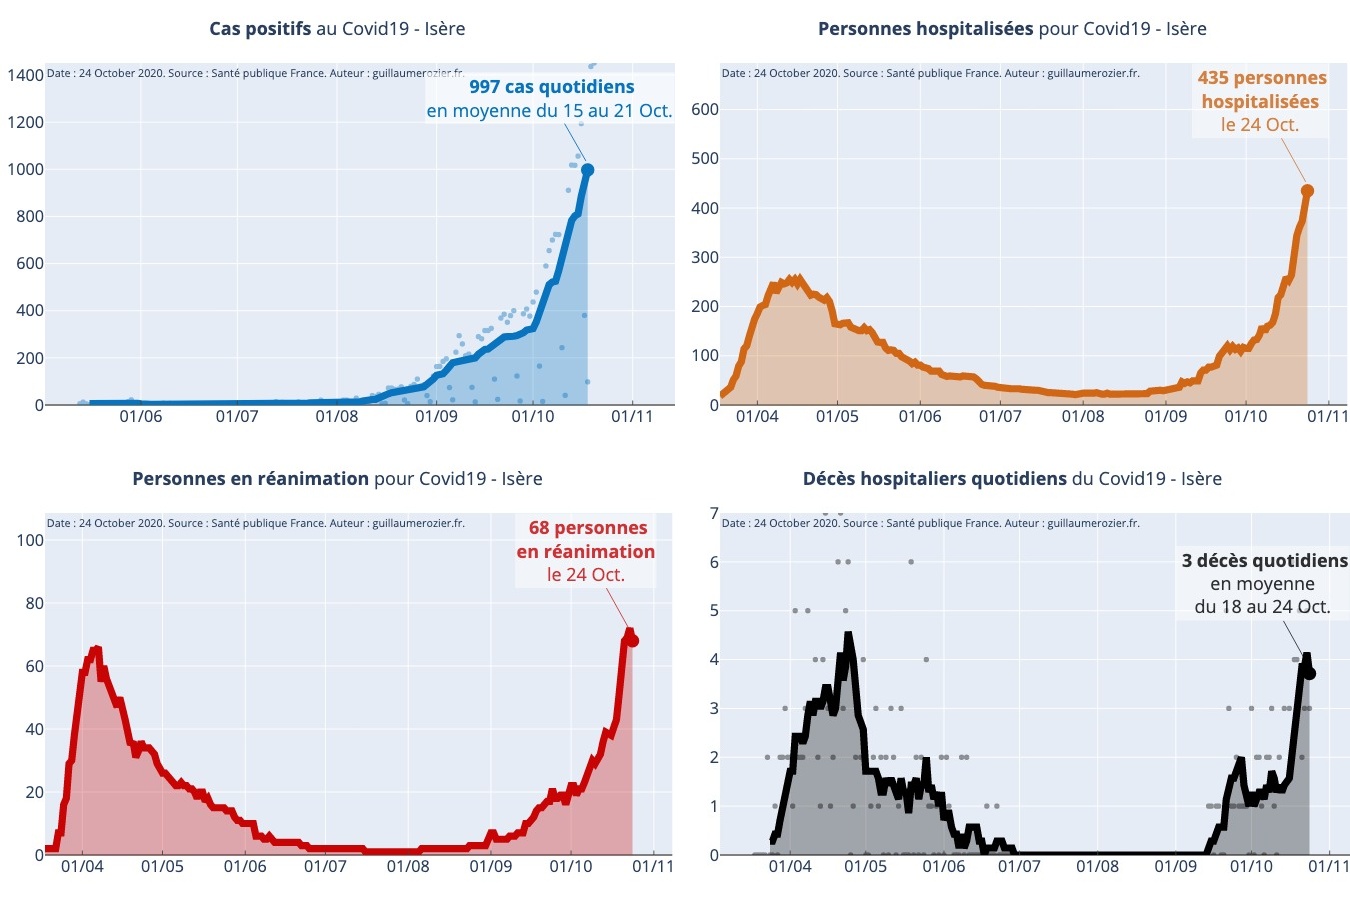 Cas positifs au Covid19 - Isère
Date : 24 October 2020. Source : Santé publique France. Auteur : guillaumerozier.fr.
997 cas quotidiens
en moyenne du 15 au 21 Oct.
1400
1200
1000
800
600
400
200
0
01/06 01/07 01/08 01/09 01/10 01/11
Personnes hospitalisées pour Covid19 - Isère
Date : 24 October 2020. Source : Santé publique France. Auteur : guillaumerozier.fr.
435 personnes
hospitalisées
le 24 Oct.
600
500
400
300
200
100
0
01/04 01/05 01/06 01/07 01/08 01/09 01/10 01/11
Personnes en réanimation pour Covid19 - Isère
Date : 24 October 2020. Source : Santé publique France. Auteur : guillaumerozier.fr.
68 personnes
en réanimation
le 24 Oct.
100
80
60
40
20
0
01/04 01/05 01/06 01/07 01/08 01/09 01/10 01/11
Décès hospitaliers quotidiens du Covid19 - Isère
Date : 24 October 2020. Source : Santé publique France. Auteur : guillaumerozier.fr.
3 décès quotidiens
en moyenne
du 18 au 24 Oct.
7
6
5
4
3
2
1
0
01/04 01/05 01/06 01/07 01/08 01/09 01/10 01/11